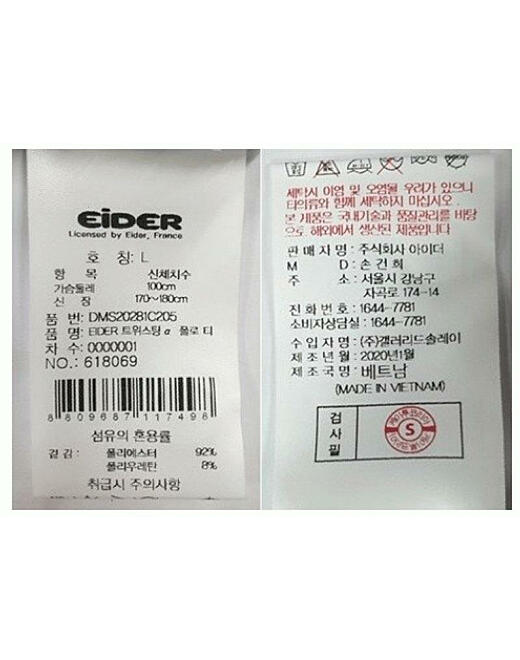 EiDER
Licensed by Eider, France
호 칭: L
항 목 신체치수
가슴둘레 100cm
신 장 170~180cm
품 번: DMS20281C205
품 명: EIDER 트위스팅α 폴로 티
차 수: 0000001
NO.: 618069
8 809687 117498
섬유의 혼용률
겉감: 폴리에스터 92%
폴리우레탄 8%
취급시 주의사항
세탁시 이염 및 오염될 우려가 있으니
타의류와 함께 세탁하지 마십시오.
본 제품은 국내기술과 품질관리를 바탕
으로 해외에서 생산된 제품입니다
판 매 자 명 : 주식회사 아이더
M D : 손 건 희
주 소 : 서울시 강남구
자곡로 174-14
전 화 번 호 : 1644-7781
소비자상담실 : 1644-7781
수 입 자 명 : (주)갤러리드솔레이
제 조 년 월 : 2020년1월
제 조 국 명 : 베트남
(MADE IN VIETNAM)
검
사
필
S